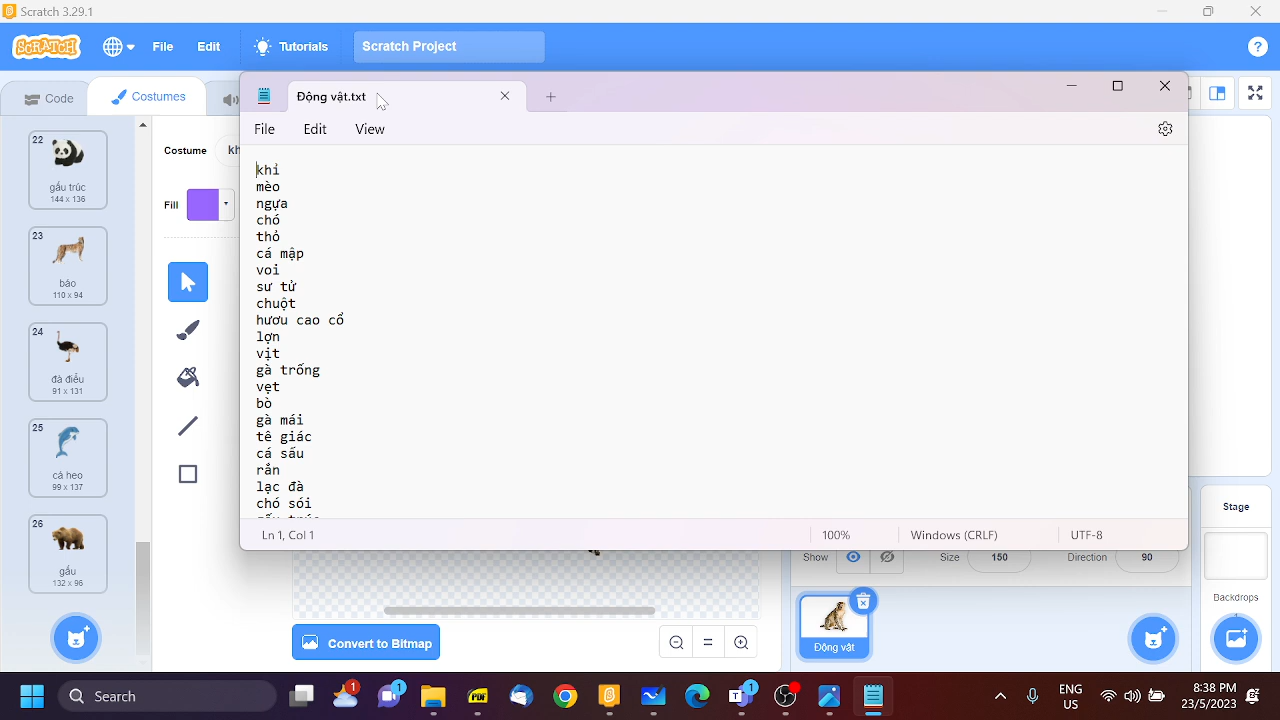 Scratch 3.29.1
SCRATCH
File
Edit
Tutorials
Scratch Project
?
Code
Costumes
Động vật.txt
File
Edit
View
22
gấu trúc
144 x 136
23
báo
110 x 94
24
đà điểu
91 x 131
25
cá heo
99 x 137
26
gấu
132 x 96
Costume
Fill
khỉ
mèo
ngựa
chó
thỏ
cá mập
voi
sư tử
chuột
hươu cao cổ
lợn
vịt
gà trống
vẹt
bò
gà mái
tê giác
cá sấu
rắn
lạc đà
chó sói
Ln 1, Col 1
100%
Windows (CRLF)
UTF-8
Convert to Bitmap
Show
Size
150
Direction
90
Động vật
Stage
Backdrops
Search
1
1
PDF
1
ENG
US
8:38 PM
23/5/2023